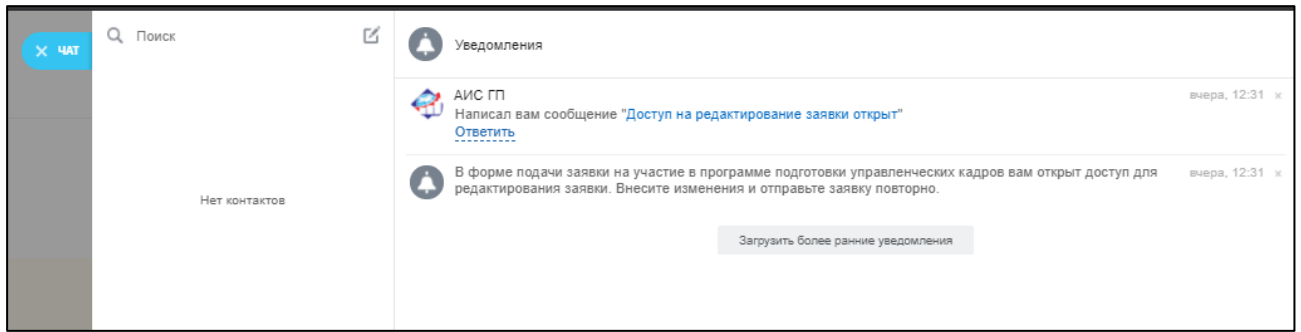 ЧАТ
Поиск
Нет контактов
Уведомления
АИС ГП
вчера, 12:31
Написал вам сообщение "Доступ на редактирование заявки открыт"
Ответить
В форме подачи заявки на участие в программе подготовки управленческих кадров вам открыт доступ для
вчера, 12:31
редактирования заявки. Внесите изменения и отправьте заявку повторно.
Загрузить более ранние уведомления